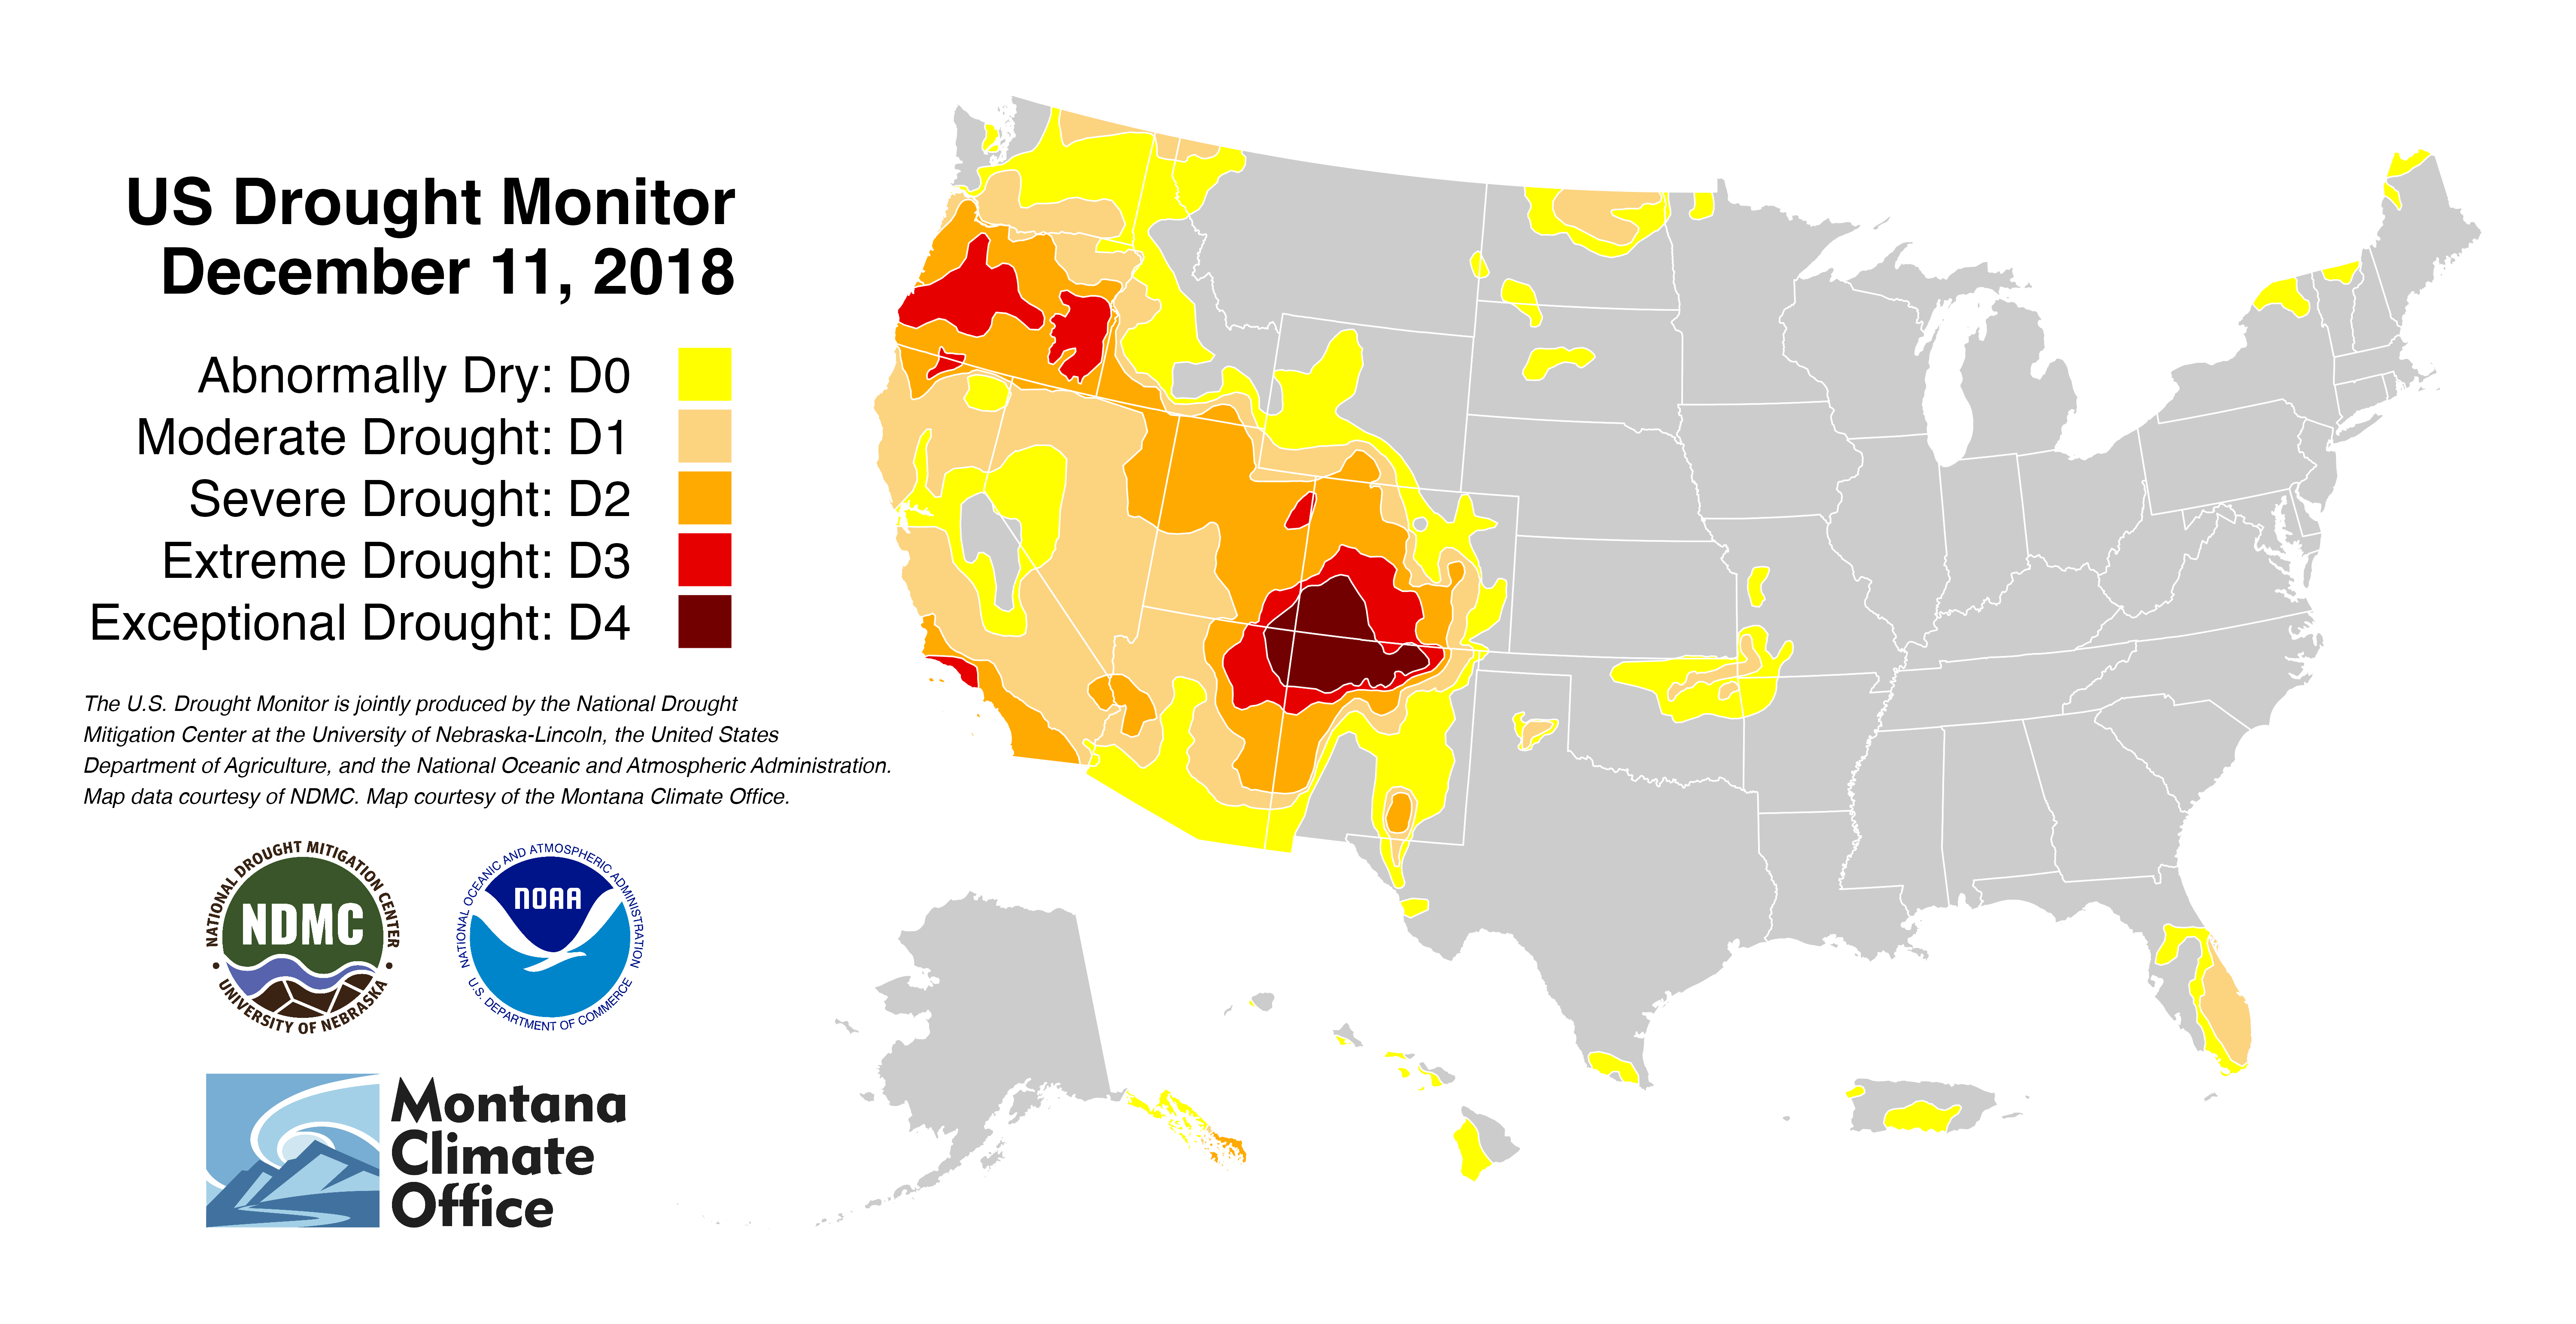 US Drought Monitor
December 11, 2018
Abnormally Dry: D0
Moderate Drought: D1
Severe Drought: D2
Extreme Drought: D3
Exceptional Drought: D4
The U.S. Drought Monitor is jointly produced by the National Drought
Mitigation Center at the University of Nebraska-Lincoln, the United States
Department of Agriculture, and the National Oceanic and Atmospheric Administration.
Map data courtesy of NDMC. Map courtesy of the Montana Climate Office.
NATIONAL DROUGHT MITIGATION CENTER
NDMC
• UNIVERSITY OF NEBRASKA •
NATIONAL OCEANIC AND ATMOSPHERIC ADMINISTRATION
NOAA
U.S. DEPARTMENT OF COMMERCE
Montana
Climate
Office